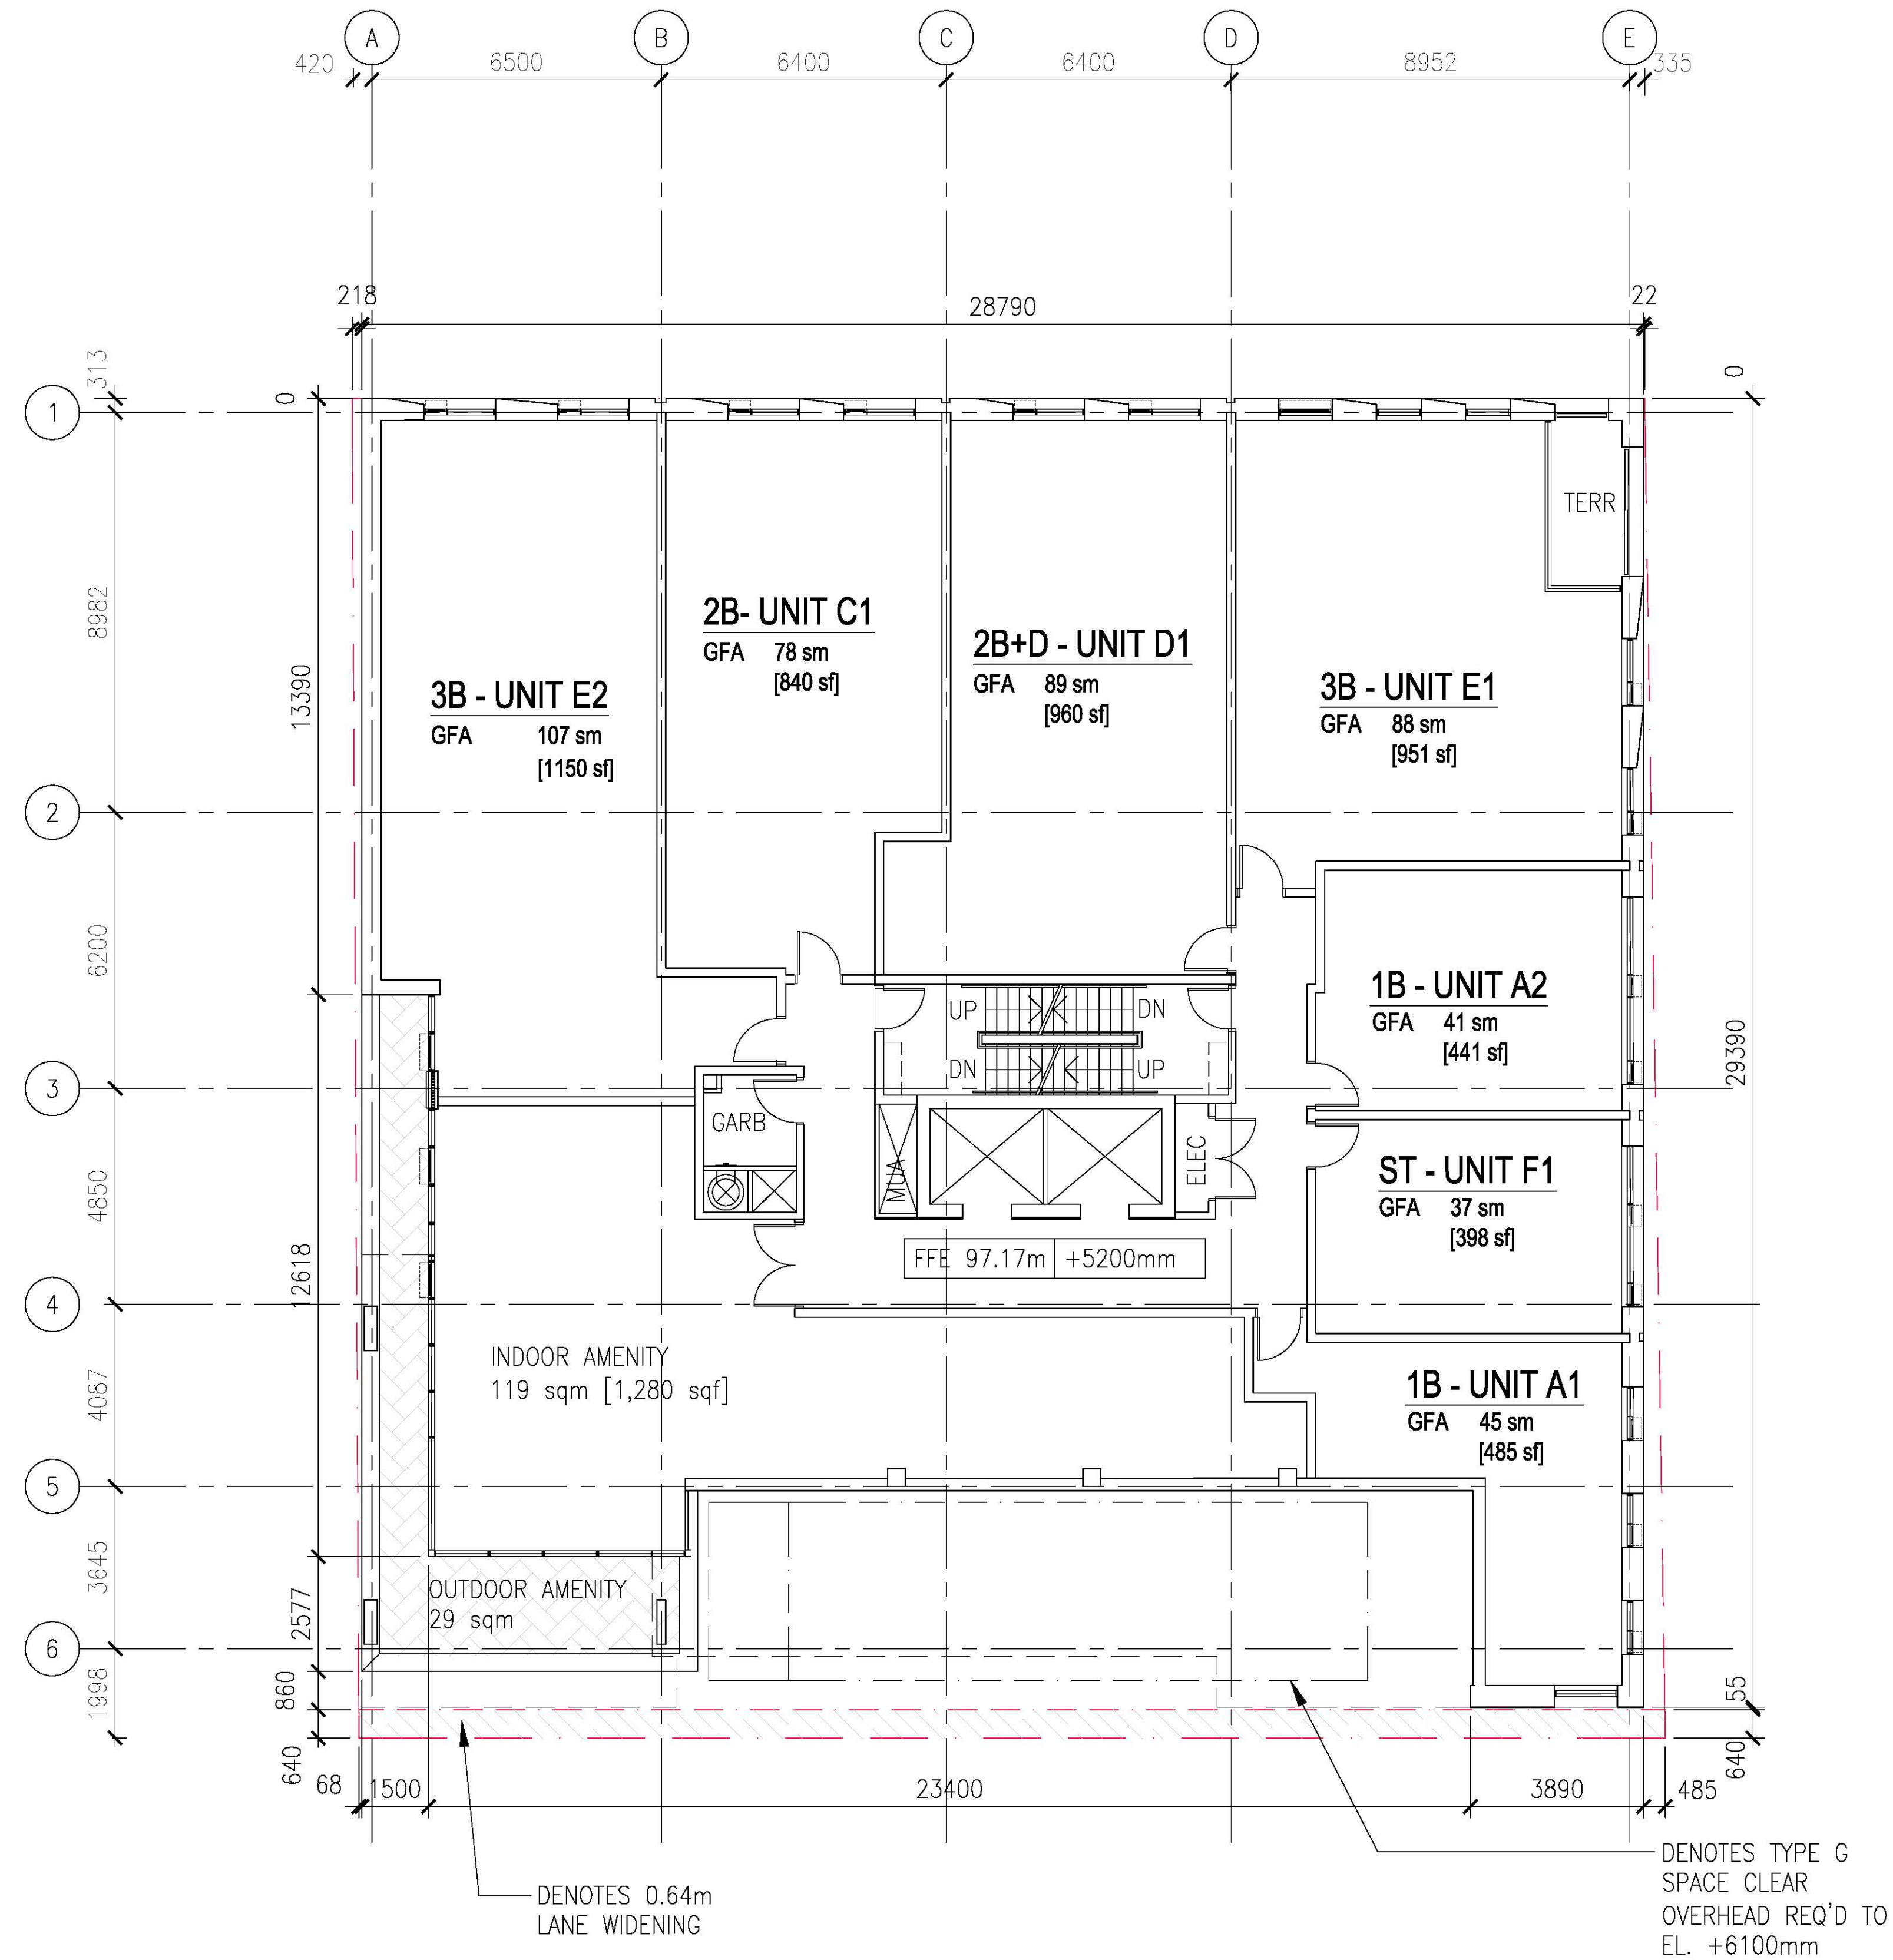 A
B
C
D
E
420
6500
6400
6400
8952
335
218
28790
22
313
0
0
1
TERR
8982
13390
2B- UNIT C1
GFA 78 sm
[840 sf]
2B+D - UNIT D1
GFA 89 sm
[960 sf]
3B - UNIT E2
GFA 107 sm
[1150 sf]
3B - UNIT E1
GFA 88 sm
[951 sf]
2
6200
1B - UNIT A2
GFA 41 sm
[441 sf]
UP
DN
DN
UP
29390
3
GARB
MUA
ELEC
ST - UNIT F1
GFA 37 sm
[398 sf]
4850
12618
FFE 97.17m
+5200mm
4
INDOOR AMENITY
119 sqm [1,280 sqf]
1B - UNIT A1
GFA 45 sm
[485 sf]
4087
5
3645
2577
OUTDOOR AMENITY
29 sqm
6
1998
860
55
640
640
68
1500
23400
3890
485
DENOTES 0.64m
LANE WIDENING
DENOTES TYPE G
SPACE CLEAR
OVERHEAD REQ'D TO
EL. +6100mm